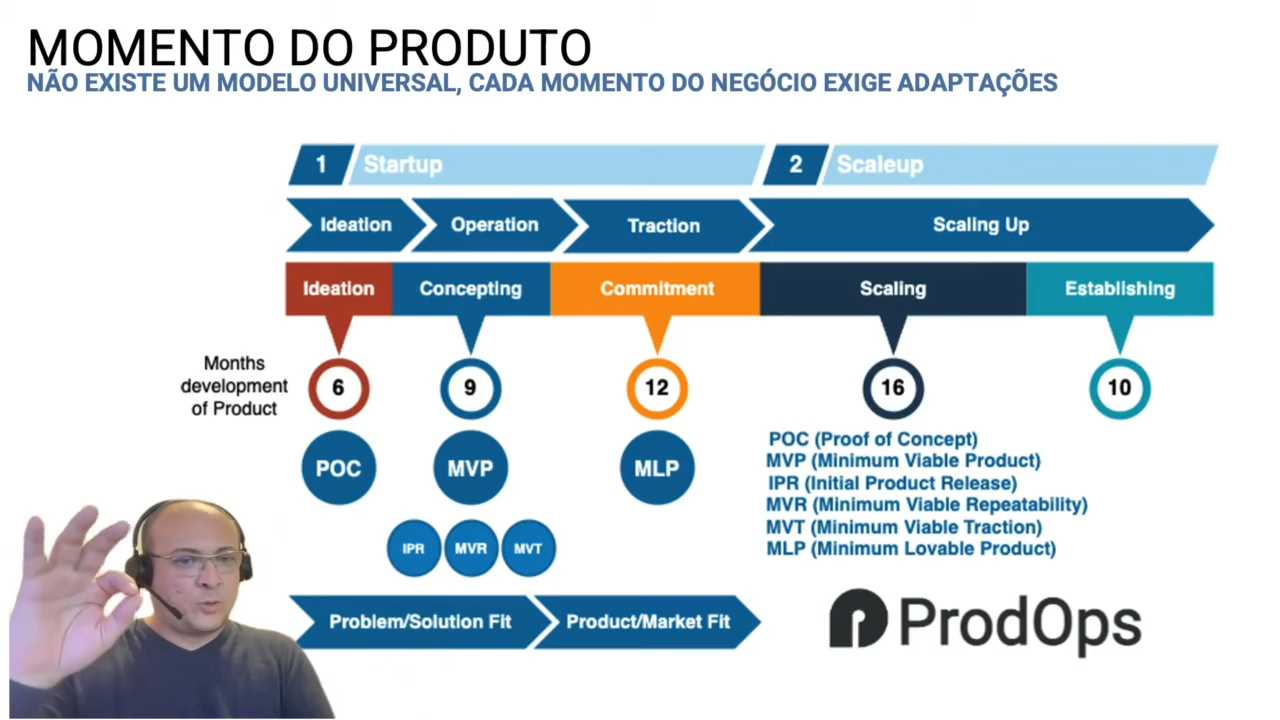 MOMENTO DO PRODUTO
NÃO EXISTE UM MODELO UNIVERSAL, CADA MOMENTO DO NEGÓCIO EXIGE ADAPTAÇÕES
1 Startup 2 Scaleup
Ideation Operation Traction Scaling Up
Ideation Concepting Commitment Scaling Establishing
Months
development
of Product
6 9 12 16 10
POC MVP MLP
POC (Proof of Concept)
MVP (Minimum Viable Product)
IPR (Initial Product Release)
MVR (Minimum Viable Repeatability)
MVT (Minimum Viable Traction)
MLP (Minimum Lovable Product)
IPR MVR MVT
Problem/Solution Fit Product/Market Fit
ProdOps